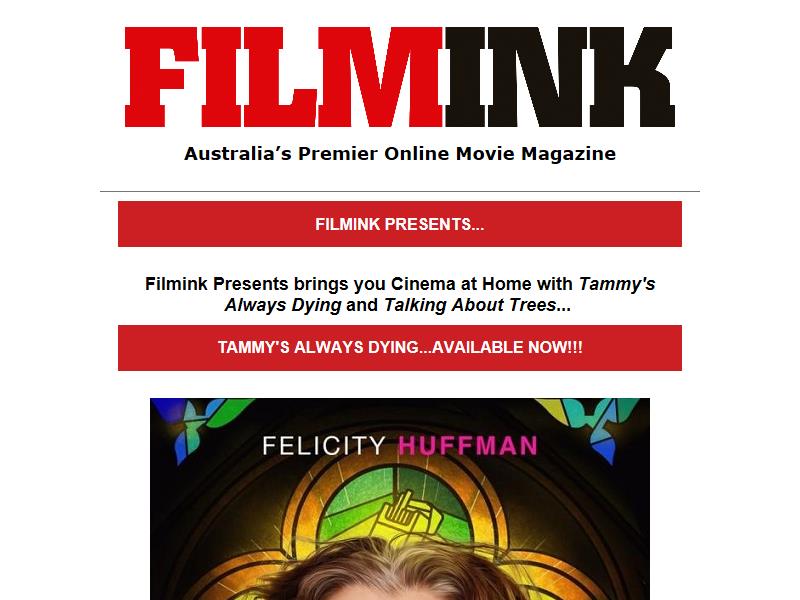 FILMINK
Australia’s Premier Online Movie Magazine
FILMINK PRESENTS...
Filmink Presents brings you Cinema at Home with Tammy's
Always Dying and Talking About Trees...
TAMMY'S ALWAYS DYING...AVAILABLE NOW!!!
FELICITY HUFFMAN